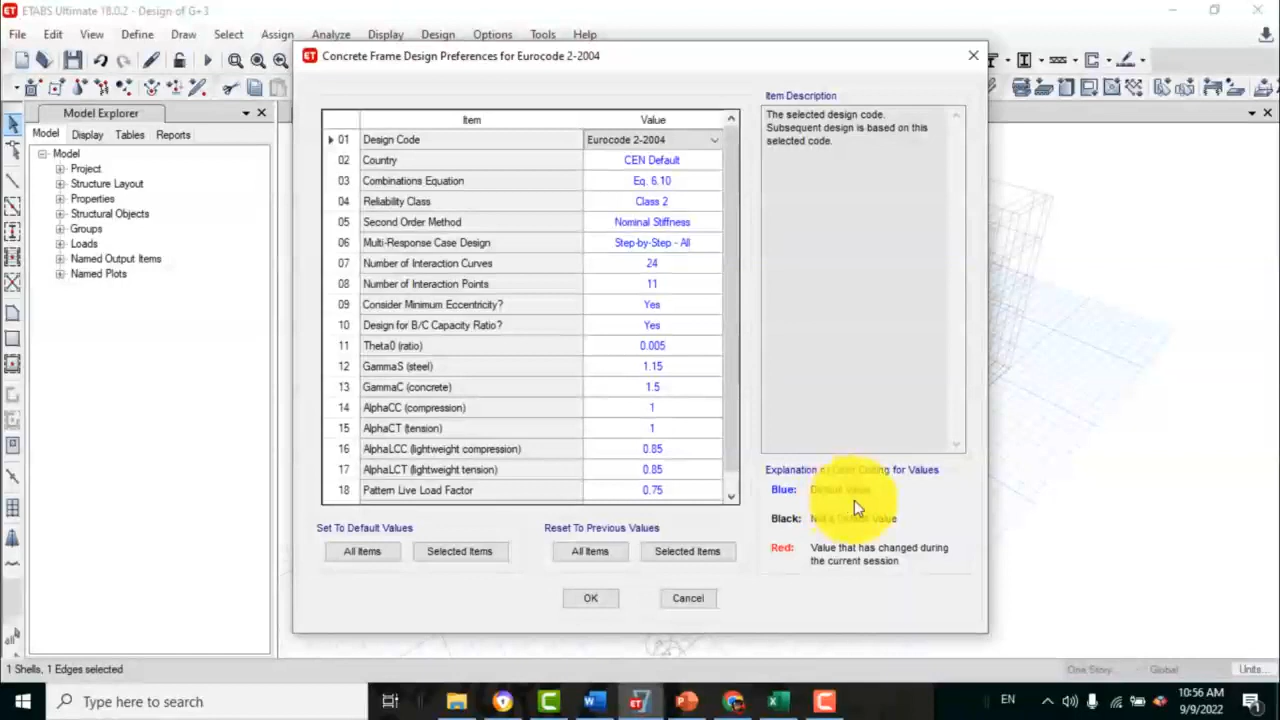 ETABS Ultimate 18.0.2 - Design of G+3
File Edit View Define Draw Select Assign Analyze Display Design Options Tools Help
Concrete Frame Design Preferences for Eurocode 2-2004
Model Explorer
Model Display Tables Reports
Model
Project
Structure Layout
Properties
Structural Objects
Groups
Loads
Named Output Items
Named Plots
Item Value
01 Design Code Eurocode 2-2004
02 Country CEN Default
03 Combinations Equation Eq. 6.10
04 Reliability Class Class 2
05 Second Order Method Nominal Stiffness
06 Multi-Response Case Design Step-by-Step - All
07 Number of Interaction Curves 24
08 Number of Interaction Points 11
09 Consider Minimum Eccentricity? Yes
10 Design for B/C Capacity Ratio? Yes
11 Theta0 (ratio) 0.005
12 GammaS (steel) 1.15
13 GammaC (concrete) 1.5
14 AlphaCC (compression) 1
15 AlphaCT (tension) 1
16 AlphaLCC (lightweight compression) 0.85
17 AlphaLCT (lightweight tension) 0.85
18 Pattern Live Load Factor 0.75
Item Description
The selected design code.
Subsequent design is based on this
selected code.
Explanation of Color Coding for Values
Blue: Default Value
Black: Not a Default Value
Red: Value that has changed during
the current session
Set To Default Values
All Items Selected Items
Reset To Previous Values
All Items Selected Items
OK Cancel
1 Shells, 1 Edges selected
One Story Global Units...
Type here to search
EN
10:56 AM
9/9/2022